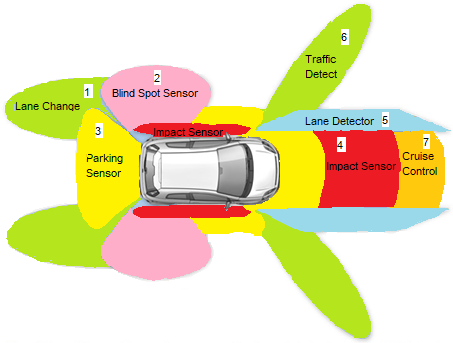 6
Traffic
Detect
1
2
Lane Change
Blind Spot Sensor
3
Impact Sensor
Lane Detector
5
Parking
Sensor
4
Impact Sensor
7
Cruise
Control